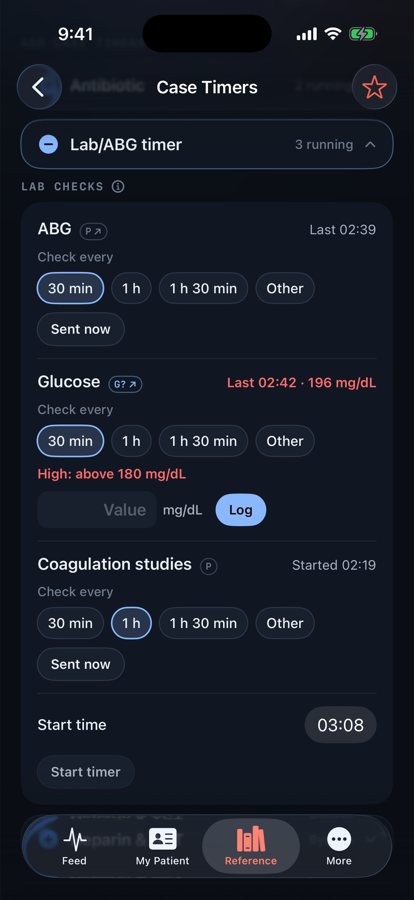 9:41
Antibiotic
Case Timers
Lab/ABG timer 3 running
LAB CHECKS
ABG P↗ Last 02:39
Check every
30 min 1 h 1 h 30 min Other
Sent now
Glucose G?↗ Last 02:42 · 196 mg/dL
Check every
30 min 1 h 1 h 30 min Other
High: above 180 mg/dL
Value mg/dL Log
Coagulation studies P Started 02:19
Check every
30 min 1 h 1 h 30 min Other
Sent now
Start time 03:08
Start timer
Feed My Patient Reference More